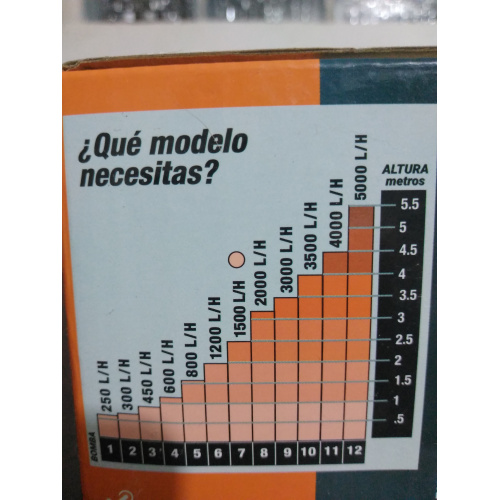 ¿Qué modelo
necesitas?
ALTURA
metros
250 L/H
300 L/H
450 L/H
600 L/H
800 L/H
1200 L/H
1500 L/H
2000 L/H
3000 L/H
3500 L/H
4000 L/H
5000 L/H
5.5
5
4.5
4
3.5
3
2.5
2
1.5
1
.5
BOMBA
1 2 3 4 5 6 7 8 9 10 11 12